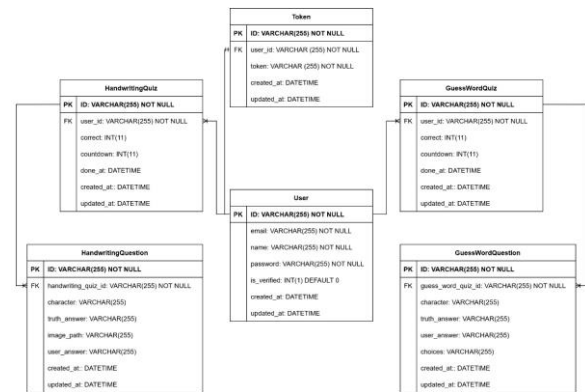 Token
PK ID: VARCHAR(255) NOT NULL
FK user_id: VARCHAR (255) NOT NULL
token: VARCHAR (255) NOT NULL
created_at: DATETIME
updated_at: DATETIME
HandwritingQuiz
PK ID: VARCHAR(255) NOT NULL
FK user_id: VARCHAR(255) NOT NULL
correct: INT(11)
countdown: INT(11)
done_at: DATETIME
created_at:: DATETIME
updated_at: DATETIME
GuessWordQuiz
PK ID: VARCHAR(255) NOT NULL
FK user_id: VARCHAR(255) NOT NULL
correct: INT(11)
countdown: INT(11)
done_at: DATETIME
created_at:: DATETIME
updated_at: DATETIME
User
PK ID: VARCHAR(255) NOT NULL
email: VARCHAR(255) NOT NULL
name: VARCHAR(255) NOT NULL
password: VARCHAR(255) NOT NULL
is_verified: INT(1) DEFAULT 0
created_at: DATETIME
updated_at: DATETIME
HandwritingQuestion
PK ID: VARCHAR(255) NOT NULL
FK handwriting_quiz_id: VARCHAR(255) NOT NULL
character: VARCHAR(255)
truth_answer: VARCHAR(255)
image_path: VARCHAR(255)
user_answer: VARCHAR(255)
created_at:: DATETIME
updated_at: DATETIME
GuessWordQuestion
PK ID: VARCHAR(255) NOT NULL
FK guess_word_quiz_id: VARCHAR(255) NOT NULL
character: VARCHAR(255)
truth_answer: VARCHAR(255)
user_answer: VARCHAR(255)
choices: VARCHAR(255)
created_at:: DATETIME
updated_at: DATETIME